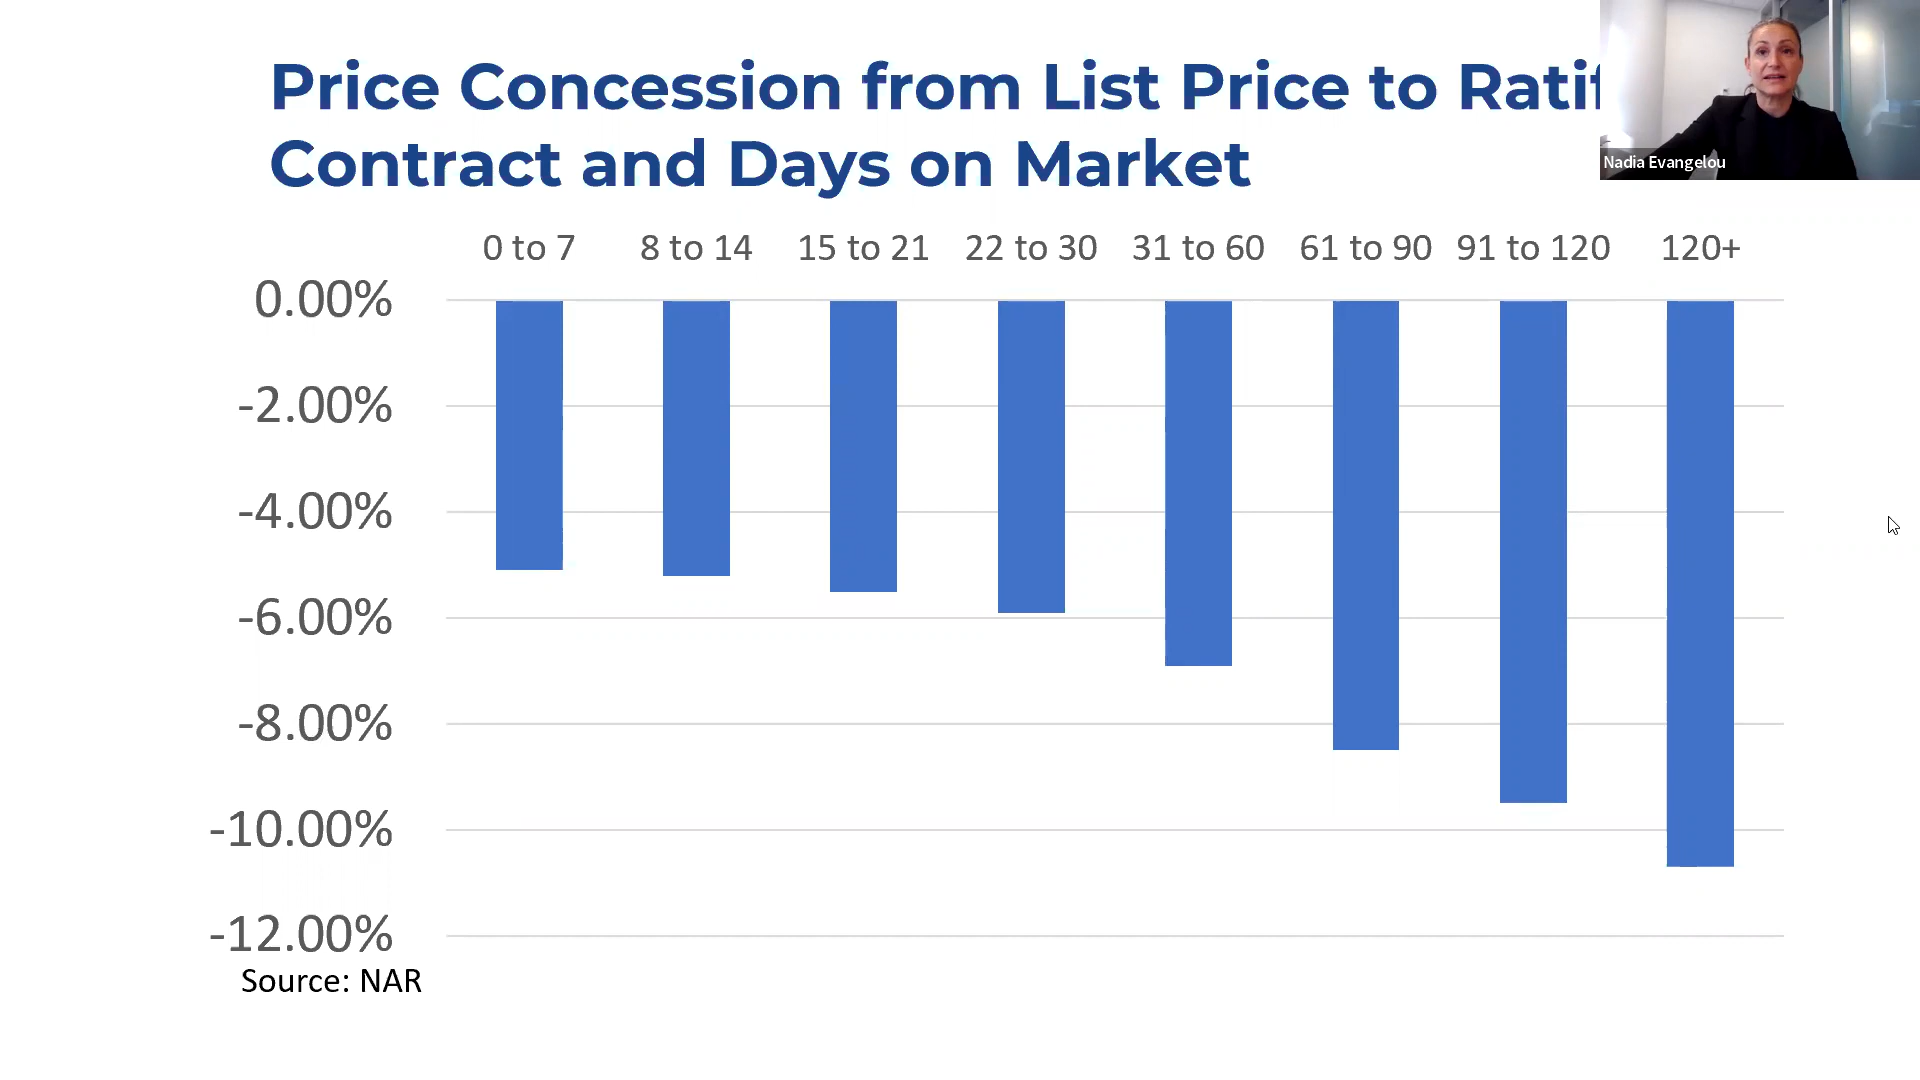 Price Concession from List Price to
Contract and Days on Market
Nadia Evangelou
0 to 7 8 to 14 15 to 21 22 to 30 31 to 60 61 to 90 91 to 120 120+
0.00%
-2.00%
-4.00%
-6.00%
-8.00%
-10.00%
-12.00%
Source: NAR